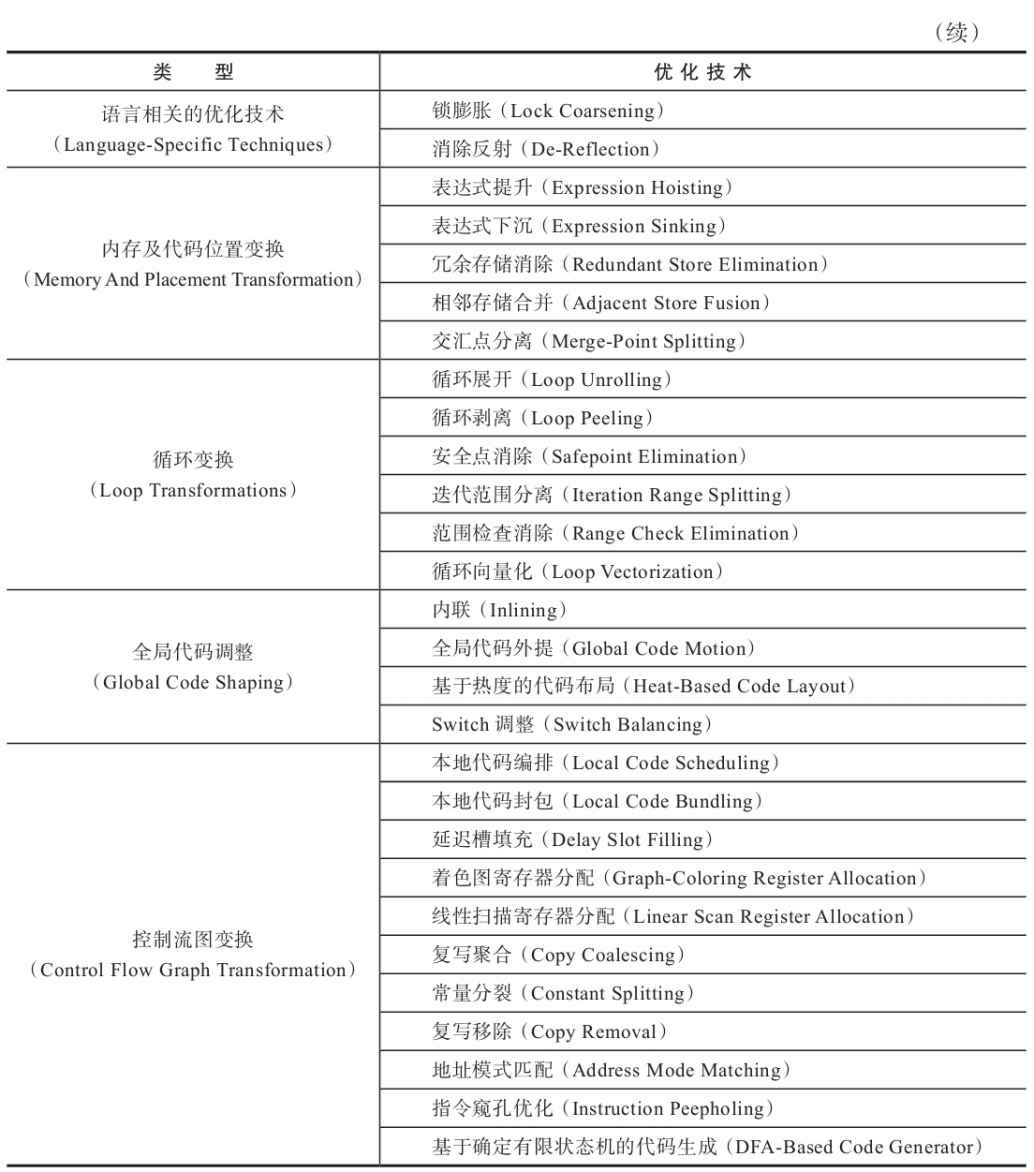 （续）
类 型
优化技术
语言相关的优化技术
（Language-Specific Techniques）
锁膨胀（Lock Coarsening）
消除反射（De-Reflection）
内存及代码位置变换
（Memory And Placement Transformation）
表达式提升（Expression Hoisting）
表达式下沉（Expression Sinking）
冗余存储消除（Redundant Store Elimination）
相邻存储合并（Adjacent Store Fusion）
交汇点分离（Merge-Point Splitting）
循环变换
（Loop Transformations）
循环展开（Loop Unrolling）
循环剥离（Loop Peeling）
安全点消除（Safepoint Elimination）
迭代范围分离（Iteration Range Splitting）
范围检查消除（Range Check Elimination）
循环向量化（Loop Vectorization）
全局代码调整
（Global Code Shaping）
内联（Inlining）
全局代码外提（Global Code Motion）
基于热度的代码布局（Heat-Based Code Layout）
Switch 调整（Switch Balancing）
控制流图变换
（Control Flow Graph Transformation）
本地代码编排（Local Code Scheduling）
本地代码封包（Local Code Bundling）
延迟槽填充（Delay Slot Filling）
着色图寄存器分配（Graph-Coloring Register Allocation）
线性扫描寄存器分配（Linear Scan Register Allocation）
复写聚合（Copy Coalescing）
常量分裂（Constant Splitting）
复写移除（Copy Removal）
地址模式匹配（Address Mode Matching）
指令窥孔优化（Instruction Peepholing）
基于确定有限状态机的代码生成（DFA-Based Code Generator）